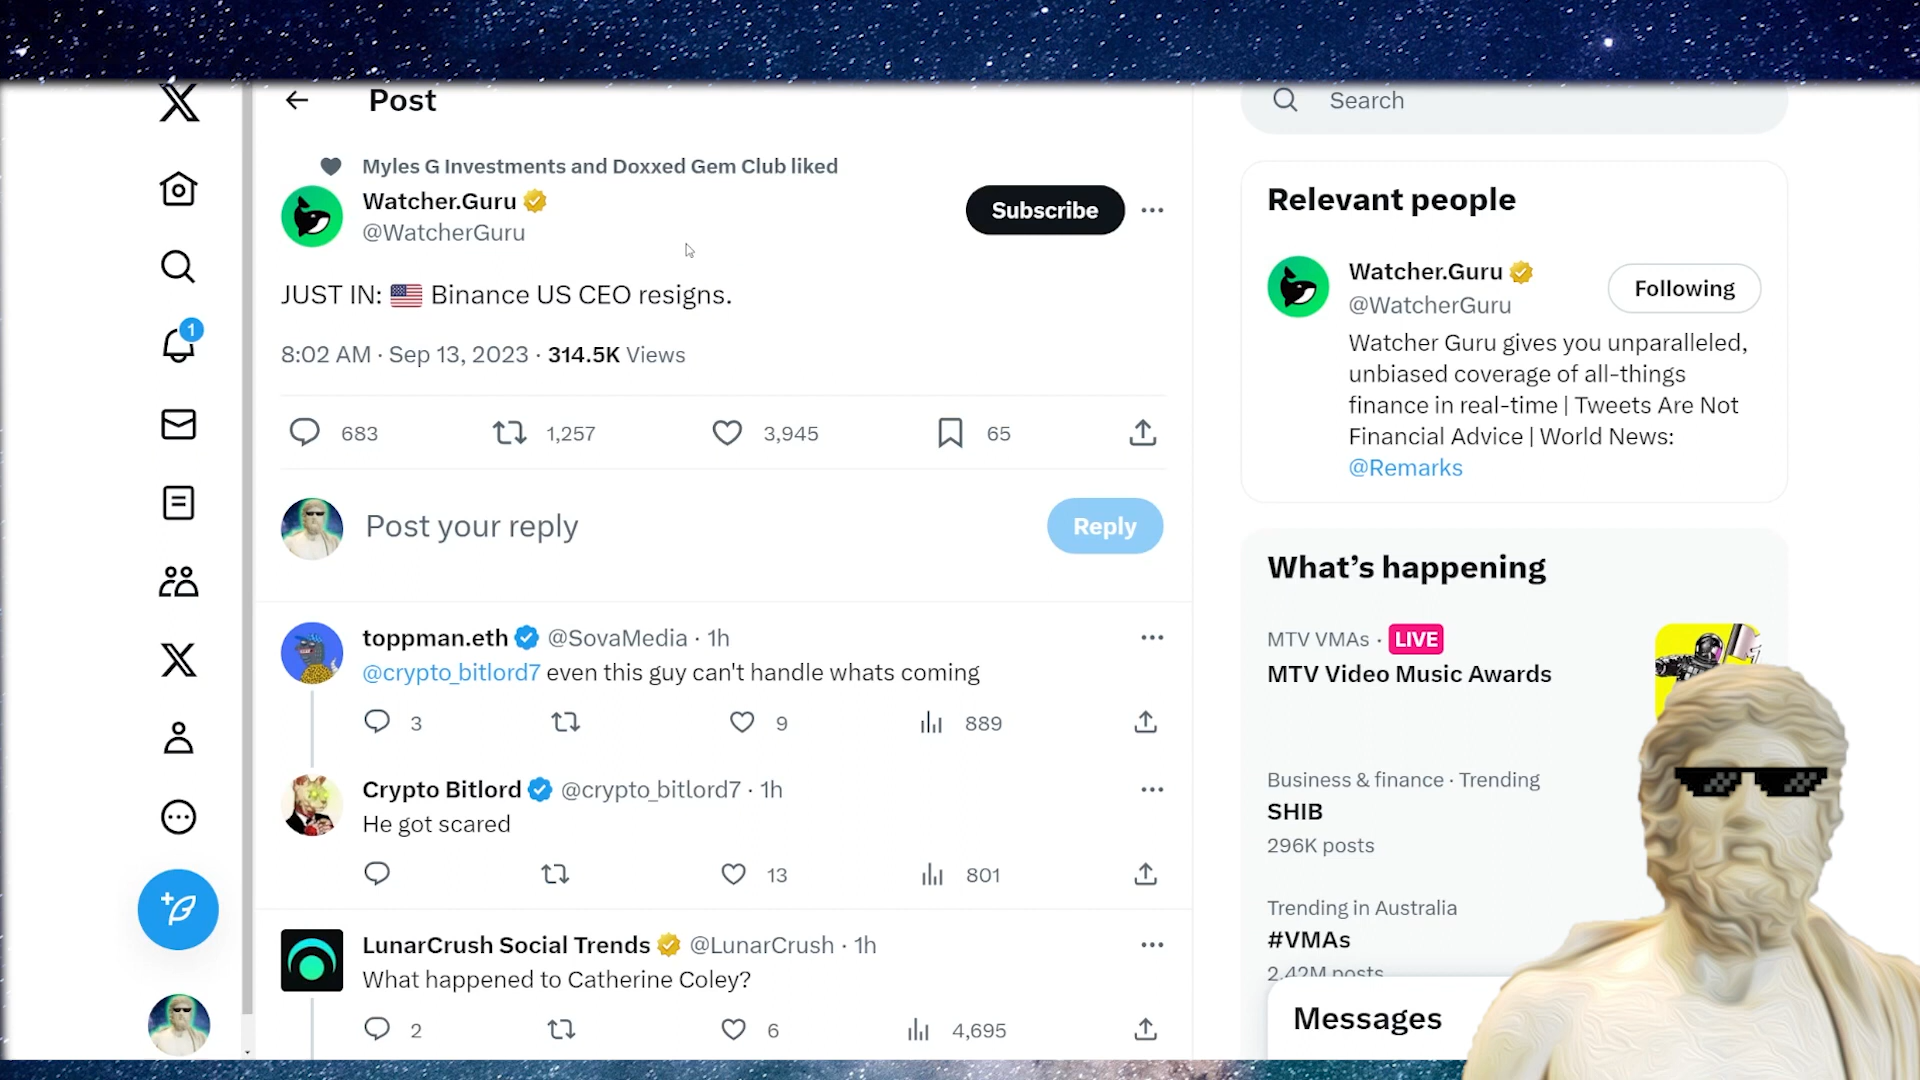 Post
Search
Myles G Investments and Doxxed Gem Club liked
Watcher.Guru
@WatcherGuru
Subscribe
JUST IN: 🇺🇸 Binance US CEO resigns.
8:02 AM · Sep 13, 2023 · 314.5K Views
683 1,257 3,945 65
Post your reply
Reply
toppman.eth @SovaMedia · 1h
@crypto_bitlord7 even this guy can't handle whats coming
3 9 889
Crypto Bitlord @crypto_bitlord7 · 1h
He got scared
13 801
LunarCrush Social Trends @LunarCrush · 1h
What happened to Catherine Coley?
2 6 4,695
1
Relevant people
Watcher.Guru
@WatcherGuru
Following
Watcher Guru gives you unparalleled,
unbiased coverage of all-things
finance in real-time | Tweets Are Not
Financial Advice | World News:
@Remarks
What's happening
MTV VMAs · LIVE
MTV Video Music Awards
Business & finance · Trending
SHIB
296K posts
Trending in Australia
#VMAs
2.42M posts
Messages